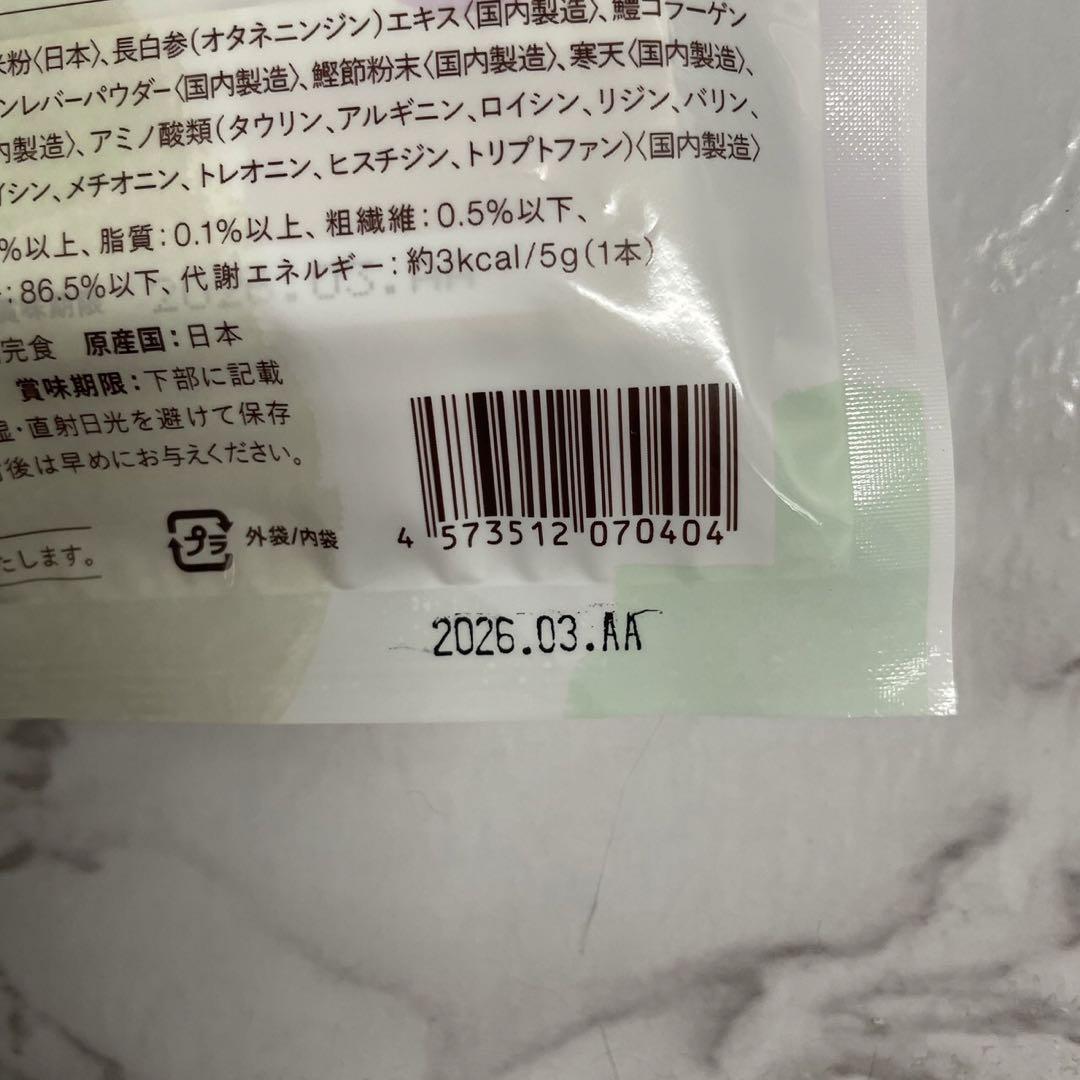 米粉〈日本〉、長白参(オタネニンジン)エキス〈国内製造〉、鱧コラーゲン
ンレバーパウダー〈国内製造〉、鰹節粉末〈国内製造〉、寒天〈国内製造〉、
内製造〉、アミノ酸類(タウリン、アルギニン、ロイシン、リジン、バリン、
イシン、メチオニン、トレオニン、ヒスチジン、トリプトファン)〈国内製造〉
%以上、脂質:0.1%以上、粗繊維:0.5%以下、
:86.5%以下、代謝エネルギー:約3kcal/5g(1本)
完食 原産国:日本
賞味期限:下部に記載
湿・直射日光を避けて保存
後は早めにお与えください。
たします。
プラ 外袋/内袋
4 573512 070404
2026.03.AA